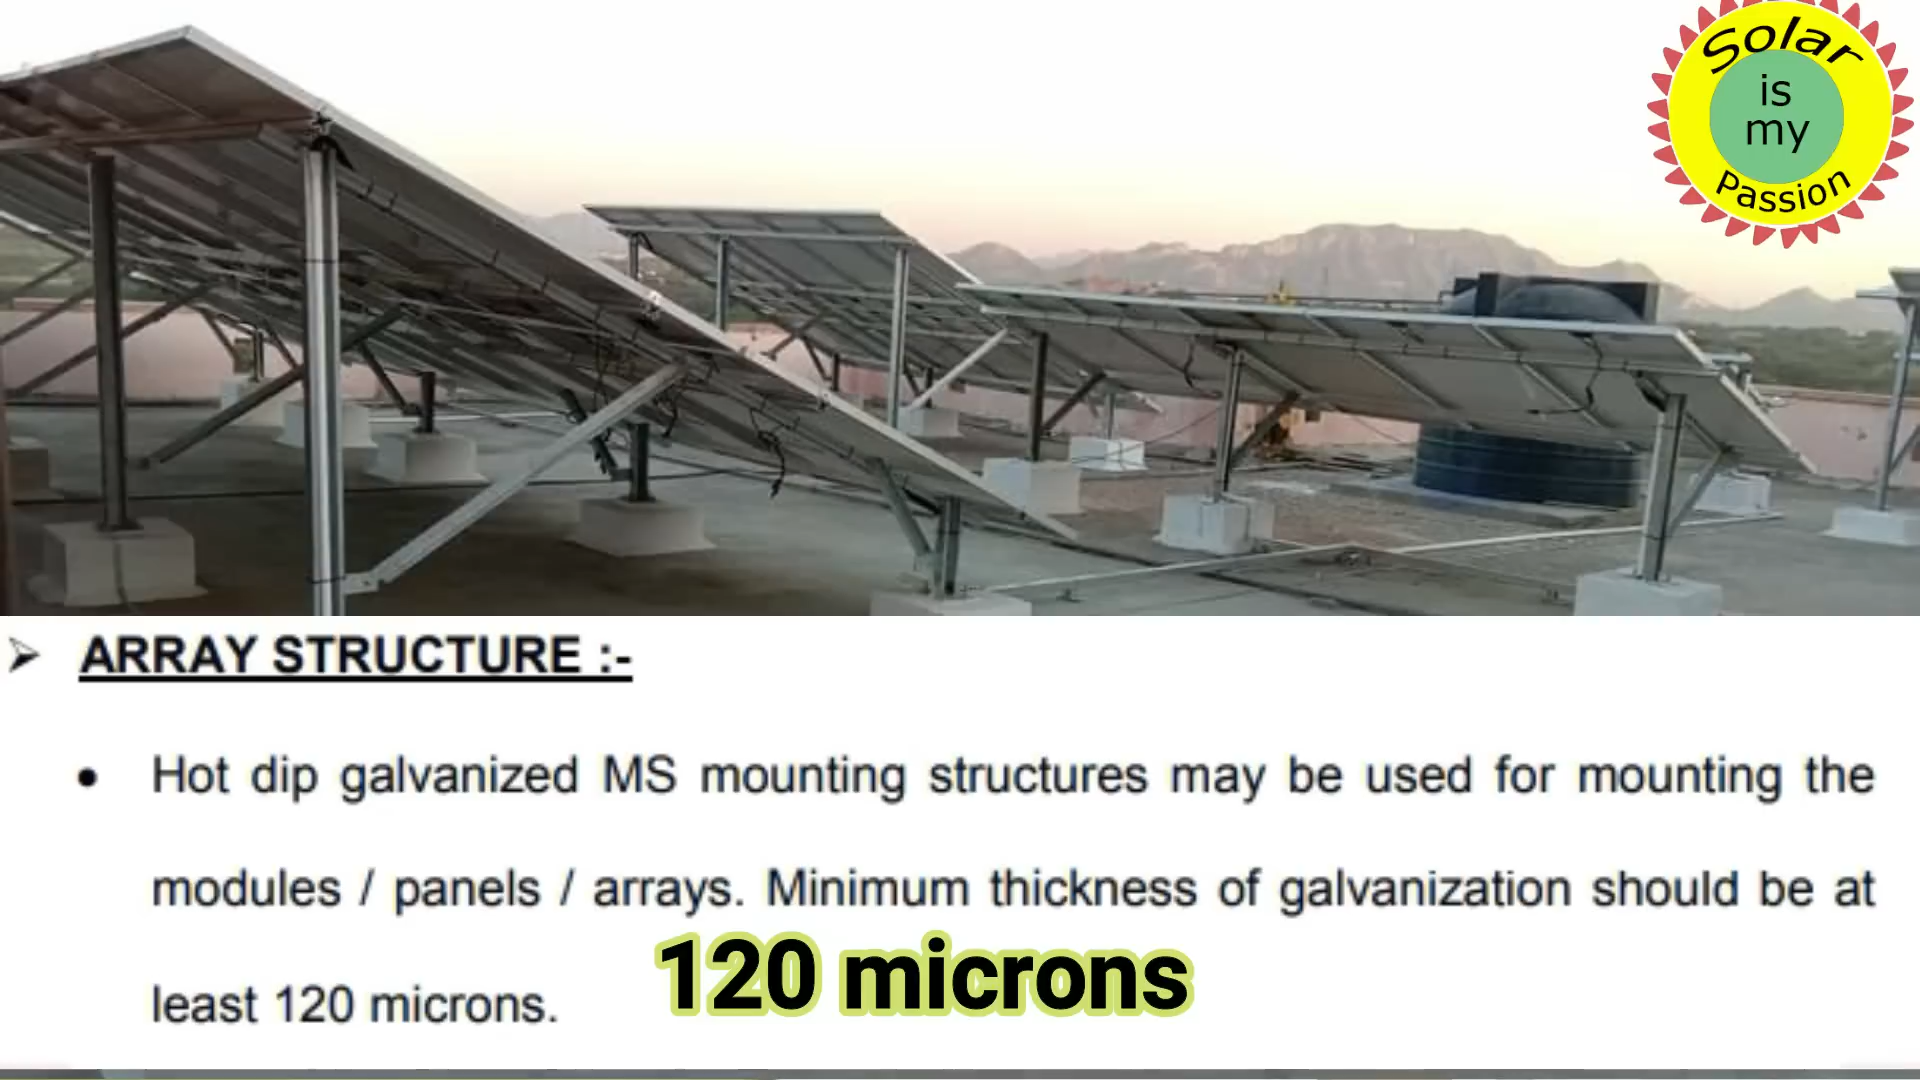 Solar
is
my
Passion
➢ ARRAY STRUCTURE :-
• Hot dip galvanized MS mounting structures may be used for mounting the
modules / panels / arrays. Minimum thickness of galvanization should be at
least 120 microns.
120 microns